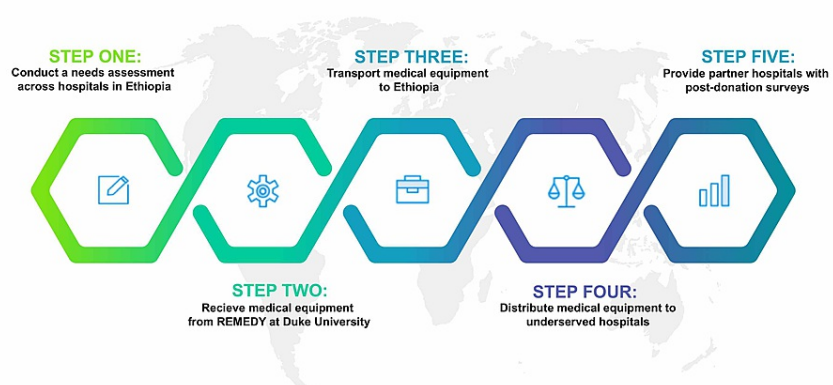 STEP ONE:
Conduct a needs assessment
across hospitals in Ethiopia
STEP TWO:
Recieve medical equipment
from REMEDY at Duke University
STEP THREE:
Transport medical equipment
to Ethiopia
STEP FOUR:
Distribute medical equipment to
underserved hospitals
STEP FIVE:
Provide partner hospitals with
post-donation surveys